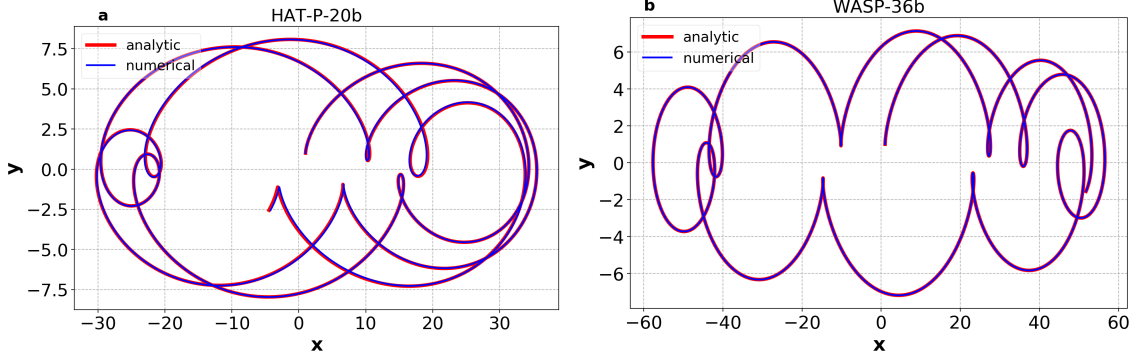 a
HAT-P-20b
analytic
numerical
7.5
5.0
2.5
0.0
−2.5
−5.0
−7.5
y
−30 −20 −10 0 10 20 30
x
b
WASP-36b
analytic
numerical
6
4
2
0
−2
−4
−6
y
−60 −40 −20 0 20 40 60
x